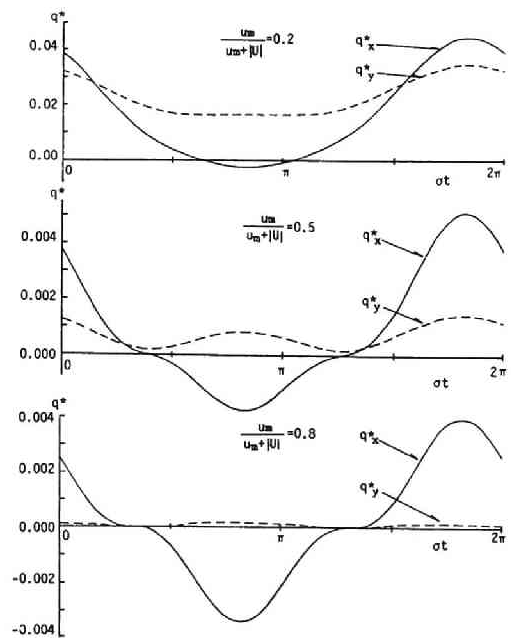 q*
um
um+|U| =0.2
q*x
q*y
0.04
0.02
0.00
0
π
2π
σt
q*
um
um+|U| =0.5
q*x
q*y
0.004
0.002
0.000
0
π
2π
σt
q*
um
um+|U| =0.8
q*x
q*y
0.004
0.002
0.000
-0.002
-0.004
0
π
2π
σt